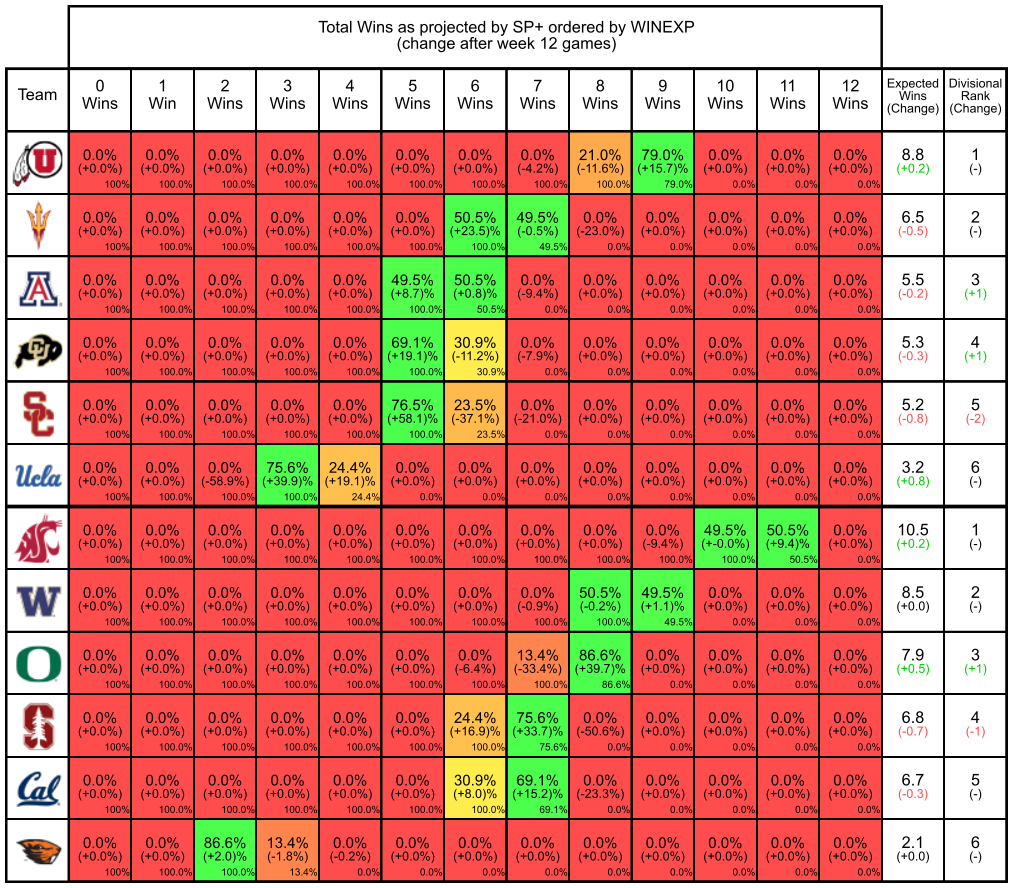 Total Wins as projected by SP+ ordered by WINEXP
(change after week 12 games)
Team 0 Wins 1 Win 2 Wins 3 Wins 4 Wins 5 Wins 6 Wins 7 Wins 8 Wins 9 Wins 10 Wins 11 Wins 12 Wins Expected Wins (Change) Divisional Rank (Change)
U 0.0% 0.0% 0.0% 0.0% 0.0% 0.0% 0.0% 0.0% 21.0% 79.0% 0.0% 0.0% 0.0% 8.8 1
(+0.0%) (+0.0%) (+0.0%) (+0.0%) (+0.0%) (+0.0%) (+0.0%) (-4.2%) (-11.6%) (+15.7)% (+0.0%) (+0.0%) (+0.0%) (+0.2) (-)
100% 100.0% 100.0% 100.0% 100.0% 100.0% 100.0% 100.0% 100.0% 79.0% 0.0% 0.0% 0.0%
0.0% 0.0% 0.0% 0.0% 0.0% 0.0% 50.5% 49.5% 0.0% 0.0% 0.0% 0.0% 0.0% 6.5 2
(+0.0%) (+0.0%) (+0.0%) (+0.0%) (+0.0%) (+0.0%) (+23.5)% (-0.5)% (-23.0%) (+0.0%) (+0.0%) (+0.0%) (+0.0%) (-0.5) (-)
100% 100.0% 100.0% 100.0% 100.0% 100.0% 100.0% 49.5% 0.0% 0.0% 0.0% 0.0% 0.0%
A 0.0% 0.0% 0.0% 0.0% 0.0% 49.5% 50.5% 0.0% 0.0% 0.0% 0.0% 0.0% 0.0% 5.5 3
(+0.0%) (+0.0%) (+0.0%) (+0.0%) (+0.0%) (+8.7)% (+0.8)% (-9.4%) (+0.0%) (+0.0%) (+0.0%) (+0.0%) (+0.0%) (-0.2) (+1)
100% 100.0% 100.0% 100.0% 100.0% 100.0% 50.5% 0.0% 0.0% 0.0% 0.0% 0.0% 0.0%
CU 0.0% 0.0% 0.0% 0.0% 0.0% 69.1% 30.9% 0.0% 0.0% 0.0% 0.0% 0.0% 0.0% 5.3 4
(+0.0%) (+0.0%) (+0.0%) (+0.0%) (+0.0%) (+19.1)% (-11.2%) (-7.9%) (+0.0%) (+0.0%) (+0.0%) (+0.0%) (+0.0%) (-0.3) (+1)
100% 100.0% 100.0% 100.0% 100.0% 100.0% 30.9% 0.0% 0.0% 0.0% 0.0% 0.0% 0.0%
SC 0.0% 0.0% 0.0% 0.0% 0.0% 76.5% 23.5% 0.0% 0.0% 0.0% 0.0% 0.0% 0.0% 5.2 5
(+0.0%) (+0.0%) (+0.0%) (+0.0%) (+0.0%) (+58.1)% (-37.1%) (-21.0%) (+0.0%) (+0.0%) (+0.0%) (+0.0%) (+0.0%) (-0.8) (-2)
100% 100.0% 100.0% 100.0% 100.0% 100.0% 23.5% 0.0% 0.0% 0.0% 0.0% 0.0% 0.0%
Ucla 0.0% 0.0% 0.0% 75.6% 24.4% 0.0% 0.0% 0.0% 0.0% 0.0% 0.0% 0.0% 0.0% 3.2 6
(+0.0%) (+0.0%) (-58.9%) (+39.9)% (+19.1)% (+0.0%) (+0.0%) (+0.0%) (+0.0%) (+0.0%) (+0.0%) (+0.0%) (+0.0%) (+0.8) (-)
100% 100.0% 100.0% 100.0% 24.4% 0.0% 0.0% 0.0% 0.0% 0.0% 0.0% 0.0% 0.0%
0.0% 0.0% 0.0% 0.0% 0.0% 0.0% 0.0% 0.0% 0.0% 0.0% 49.5% 50.5% 0.0% 10.5 1
(+0.0%) (+0.0%) (+0.0%) (+0.0%) (+0.0%) (+0.0%) (+0.0%) (+0.0%) (+0.0%) (-9.4%) (+-0.0%) (+9.4)% (+0.0%) (+0.2) (-)
100% 100.0% 100.0% 100.0% 100.0% 100.0% 100.0% 100.0% 100.0% 100.0% 100.0% 50.5% 0.0%
W 0.0% 0.0% 0.0% 0.0% 0.0% 0.0% 0.0% 0.0% 50.5% 49.5% 0.0% 0.0% 0.0% 8.5 2
(+0.0%) (+0.0%) (+0.0%) (+0.0%) (+0.0%) (+0.0%) (+0.0%) (-0.9%) (-0.2%) (+1.1)% (+0.0%) (+0.0%) (+0.0%) (+0.0) (-)
100% 100.0% 100.0% 100.0% 100.0% 100.0% 100.0% 100.0% 100.0% 49.5% 0.0% 0.0% 0.0%
O 0.0% 0.0% 0.0% 0.0% 0.0% 0.0% 0.0% 13.4% 86.6% 0.0% 0.0% 0.0% 0.0% 7.9 3
(+0.0%) (+0.0%) (+0.0%) (+0.0%) (+0.0%) (+0.0%) (-6.4%) (-33.4%) (+39.7)% (+0.0%) (+0.0%) (+0.0%) (+0.0%) (+0.5) (+1)
100% 100.0% 100.0% 100.0% 100.0% 100.0% 100.0% 100.0% 86.6% 0.0% 0.0% 0.0% 0.0%
S 0.0% 0.0% 0.0% 0.0% 0.0% 0.0% 24.4% 75.6% 0.0% 0.0% 0.0% 0.0% 0.0% 6.8 4
(+0.0%) (+0.0%) (+0.0%) (+0.0%) (+0.0%) (+0.0%) (+16.9)% (+33.7)% (-50.6%) (+0.0%) (+0.0%) (+0.0%) (+0.0%) (-0.7) (-1)
100% 100.0% 100.0% 100.0% 100.0% 100.0% 100.0% 75.6% 0.0% 0.0% 0.0% 0.0% 0.0%
Cal 0.0% 0.0% 0.0% 0.0% 0.0% 0.0% 30.9% 69.1% 0.0% 0.0% 0.0% 0.0% 0.0% 6.7 5
(+0.0%) (+0.0%) (+0.0%) (+0.0%) (+0.0%) (+0.0%) (+8.0)% (+15.2)% (-23.3%) (+0.0%) (+0.0%) (+0.0%) (+0.0%) (-0.3) (-)
100% 100.0% 100.0% 100.0% 100.0% 100.0% 100.0% 69.1% 0.0% 0.0% 0.0% 0.0% 0.0%
0.0% 0.0% 86.6% 13.4% 0.0% 0.0% 0.0% 0.0% 0.0% 0.0% 0.0% 0.0% 0.0% 2.1 6
(+0.0%) (+0.0%) (+2.0)% (-1.8%) (-0.2%) (+0.0%) (+0.0%) (+0.0%) (+0.0%) (+0.0%) (+0.0%) (+0.0%) (+0.0%) (+0.0) (-)
100% 100.0% 100.0% 13.4% 0.0% 0.0% 0.0% 0.0% 0.0% 0.0% 0.0% 0.0% 0.0%